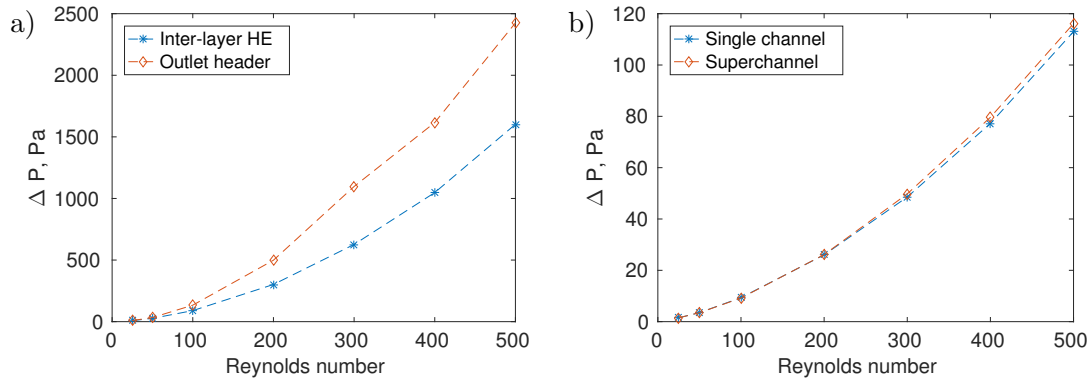 a)
Inter-layer HE
Outlet header
2500
2000
1500
1000
500
0
Δ P, Pa
0 100 200 300 400 500
Reynolds number
b)
Single channel
Superchannel
120
100
80
60
40
20
0
Δ P, Pa
0 100 200 300 400 500
Reynolds number